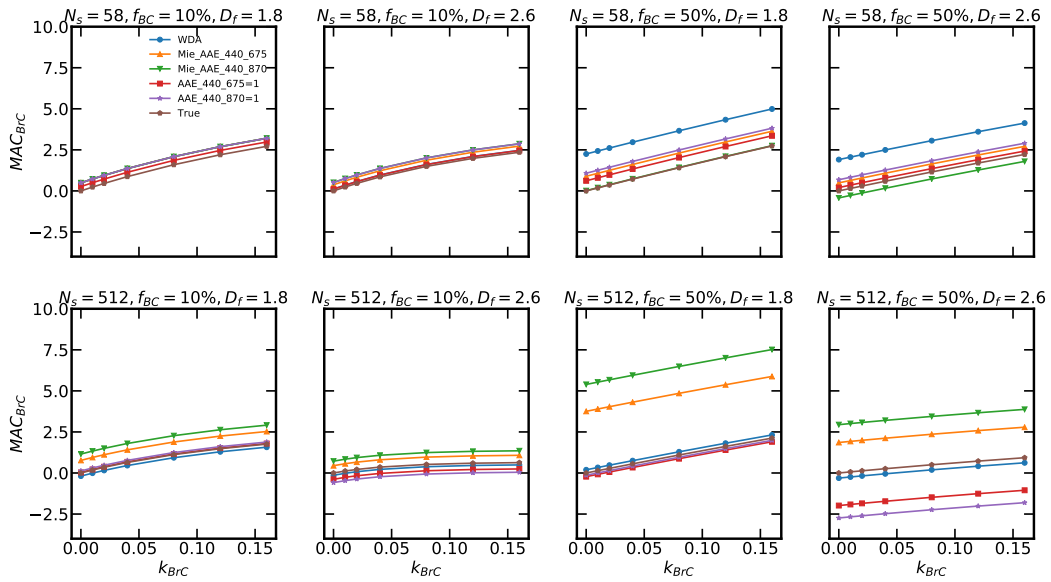 N_s = 58, f_BC = 10%, D_f = 1.8
N_s = 58, f_BC = 10%, D_f = 2.6
N_s = 58, f_BC = 50%, D_f = 1.8
N_s = 58, f_BC = 50%, D_f = 2.6
10.0
7.5
5.0
2.5
0.0
−2.5
MAC_BrC
WDA
Mie_AAE_440_675
Mie_AAE_440_870
AAE_440_675=1
AAE_440_870=1
True
N_s = 512, f_BC = 10%, D_f = 1.8
N_s = 512, f_BC = 10%, D_f = 2.6
N_s = 512, f_BC = 50%, D_f = 1.8
N_s = 512, f_BC = 50%, D_f = 2.6
10.0
7.5
5.0
2.5
0.0
−2.5
MAC_BrC
0.00 0.05 0.10 0.15
0.00 0.05 0.10 0.15
0.00 0.05 0.10 0.15
0.00 0.05 0.10 0.15
k_BrC
k_BrC
k_BrC
k_BrC